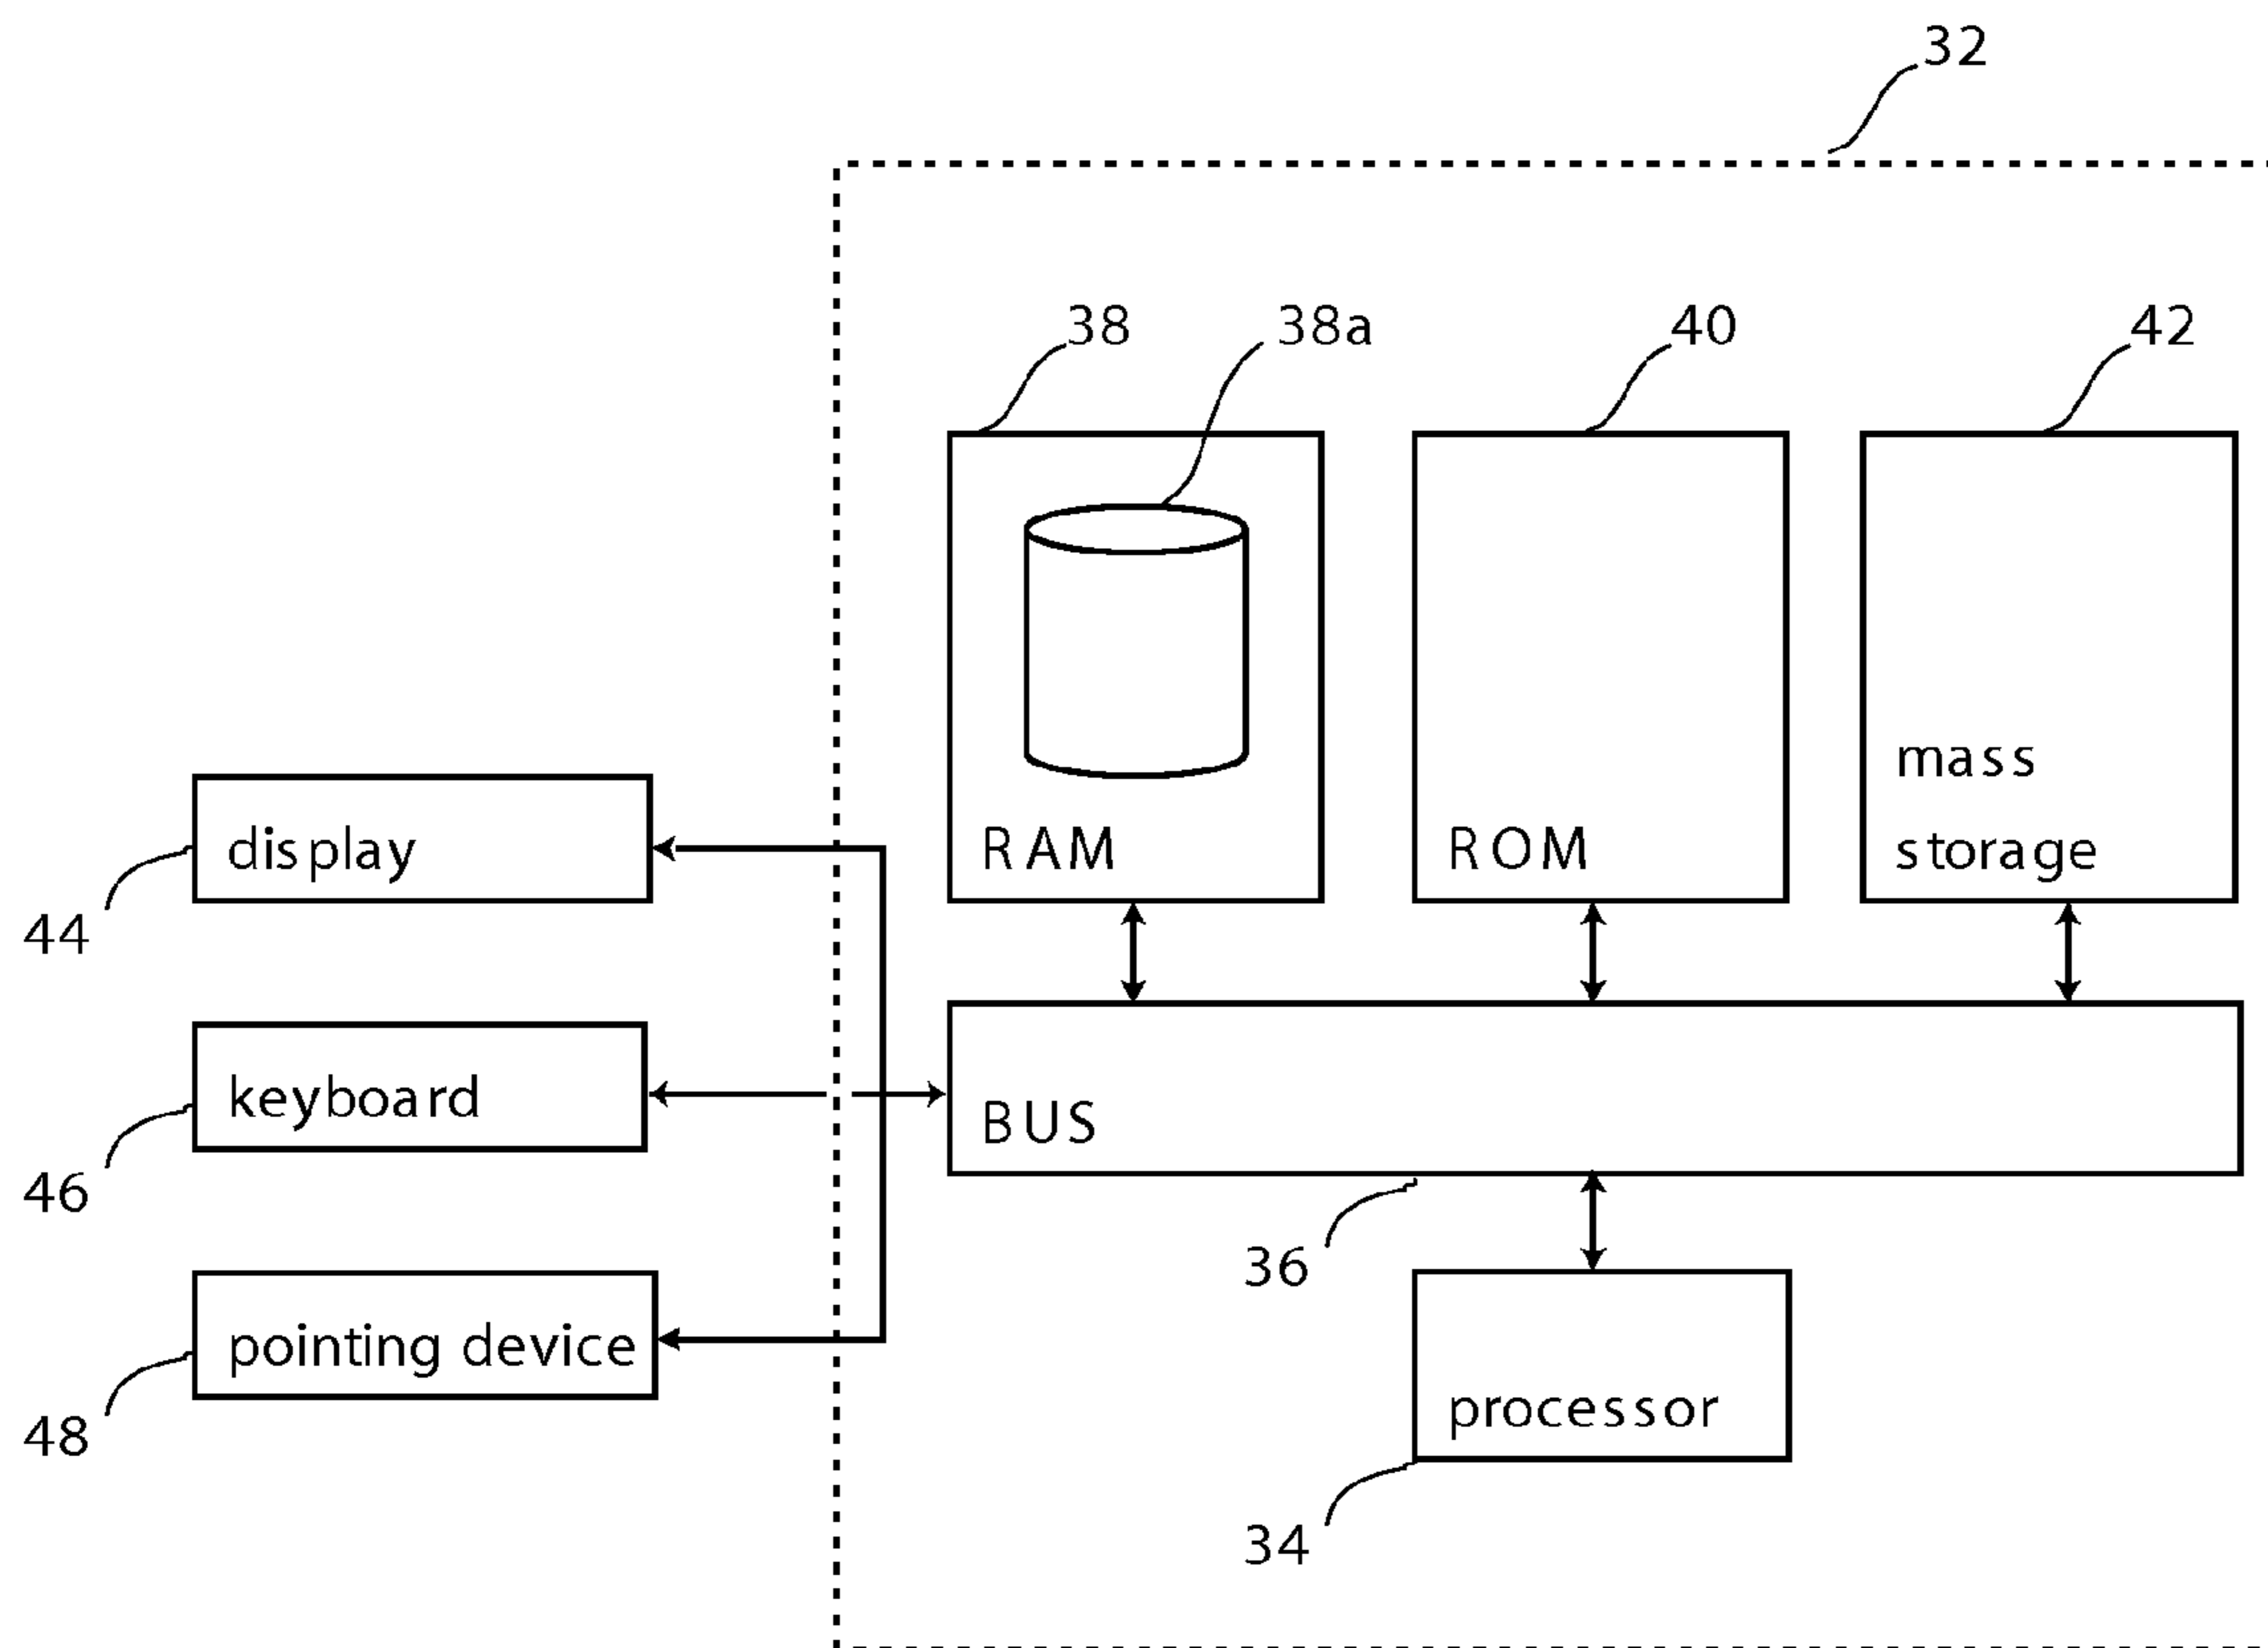 32
38
38a
40
42
RAM
ROM
mass
storage
display
44
keyboard
46
BUS
36
pointing device
48
processor
34